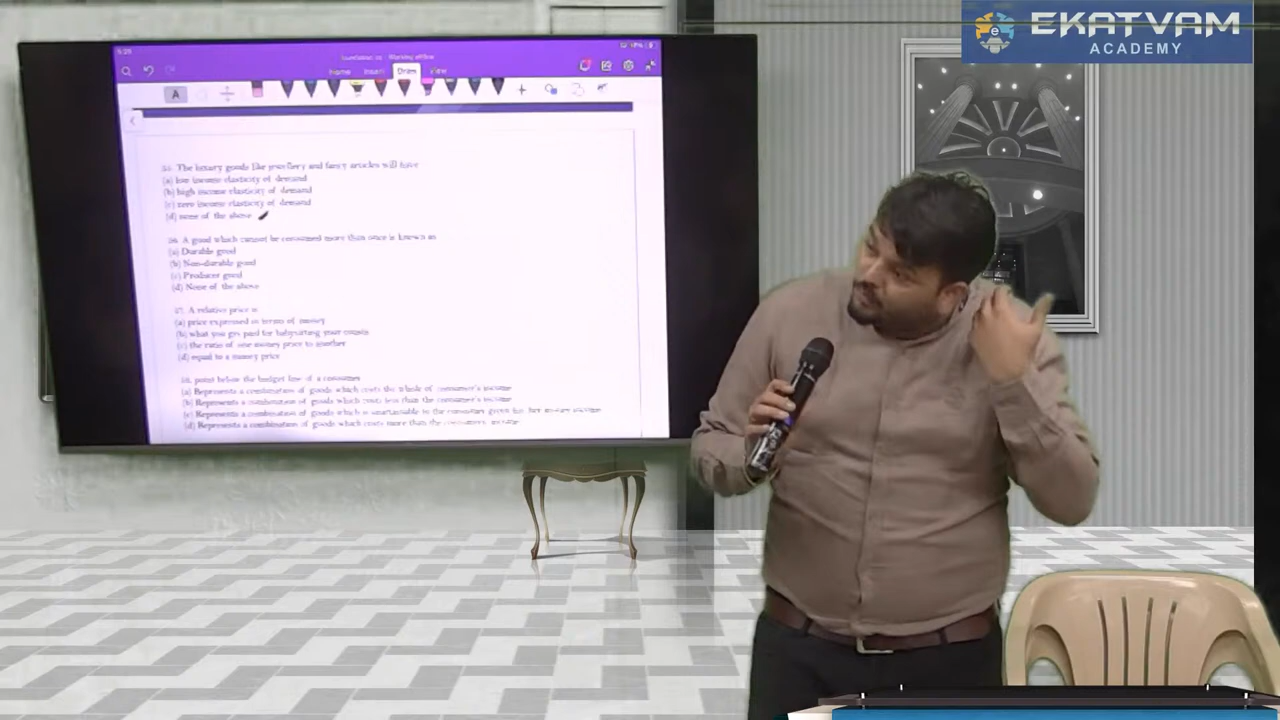 EKATVAM
ACADEMY
5:29
Home Insert Draw View
A
The luxury goods like jewellery and fancy articles will have
(a) low income elasticity of demand
(b) high income elasticity of demand
(c) zero income elasticity of demand
(d) none of the above
A good which cannot be consumed more than once is known as
(a) Durable good
(b) Non-durable good
(c) Producer good
(d) None of the above
A relative price is
(a) price expressed in terms of money
(b) what you get paid for babysitting your cousin
(c) the ratio of one money price to another
(d) equal to a money price
point below the budget line of a consumer
(a) Represents a combination of goods which costs the whole of consumer's income
(b) Represents a combination of goods which costs less than the consumer's income
(c) Represents a combination of goods which is unattainable to the consumer given his/her money income
(d) Represents a combination of goods which costs more than the consumers income